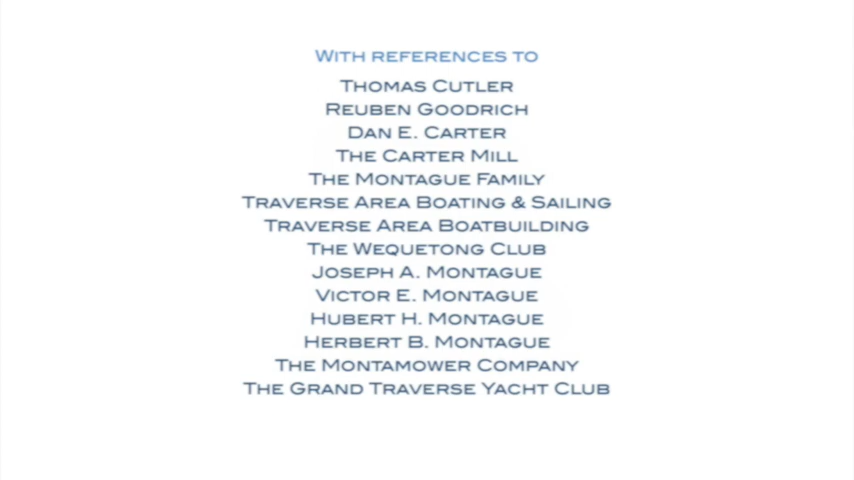 With references to
Thomas Cutler
Reuben Goodrich
Dan E. Carter
The Carter Mill
The Montague Family
Traverse Area Boating & Sailing
Traverse Area Boatbuilding
The Wequetong Club
Joseph A. Montague
Victor E. Montague
Hubert H. Montague
Herbert B. Montague
The Montamower Company
The Grand Traverse Yacht Club